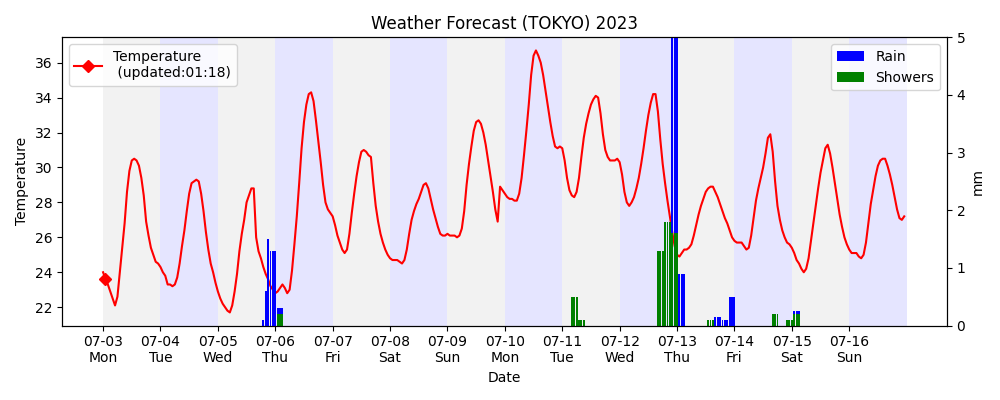 Weather Forecast (TOKYO) 2023
Temperature
(updated:01:18)
Rain
Showers
Temperature
36
34
32
30
28
26
24
22
5
4
3
2
1
0
mm
07-03 07-04 07-05 07-06 07-07 07-08 07-09 07-10 07-11 07-12 07-13 07-14 07-15 07-16
Mon Tue Wed Thu Fri Sat Sun Mon Tue Wed Thu Fri Sat Sun
Date